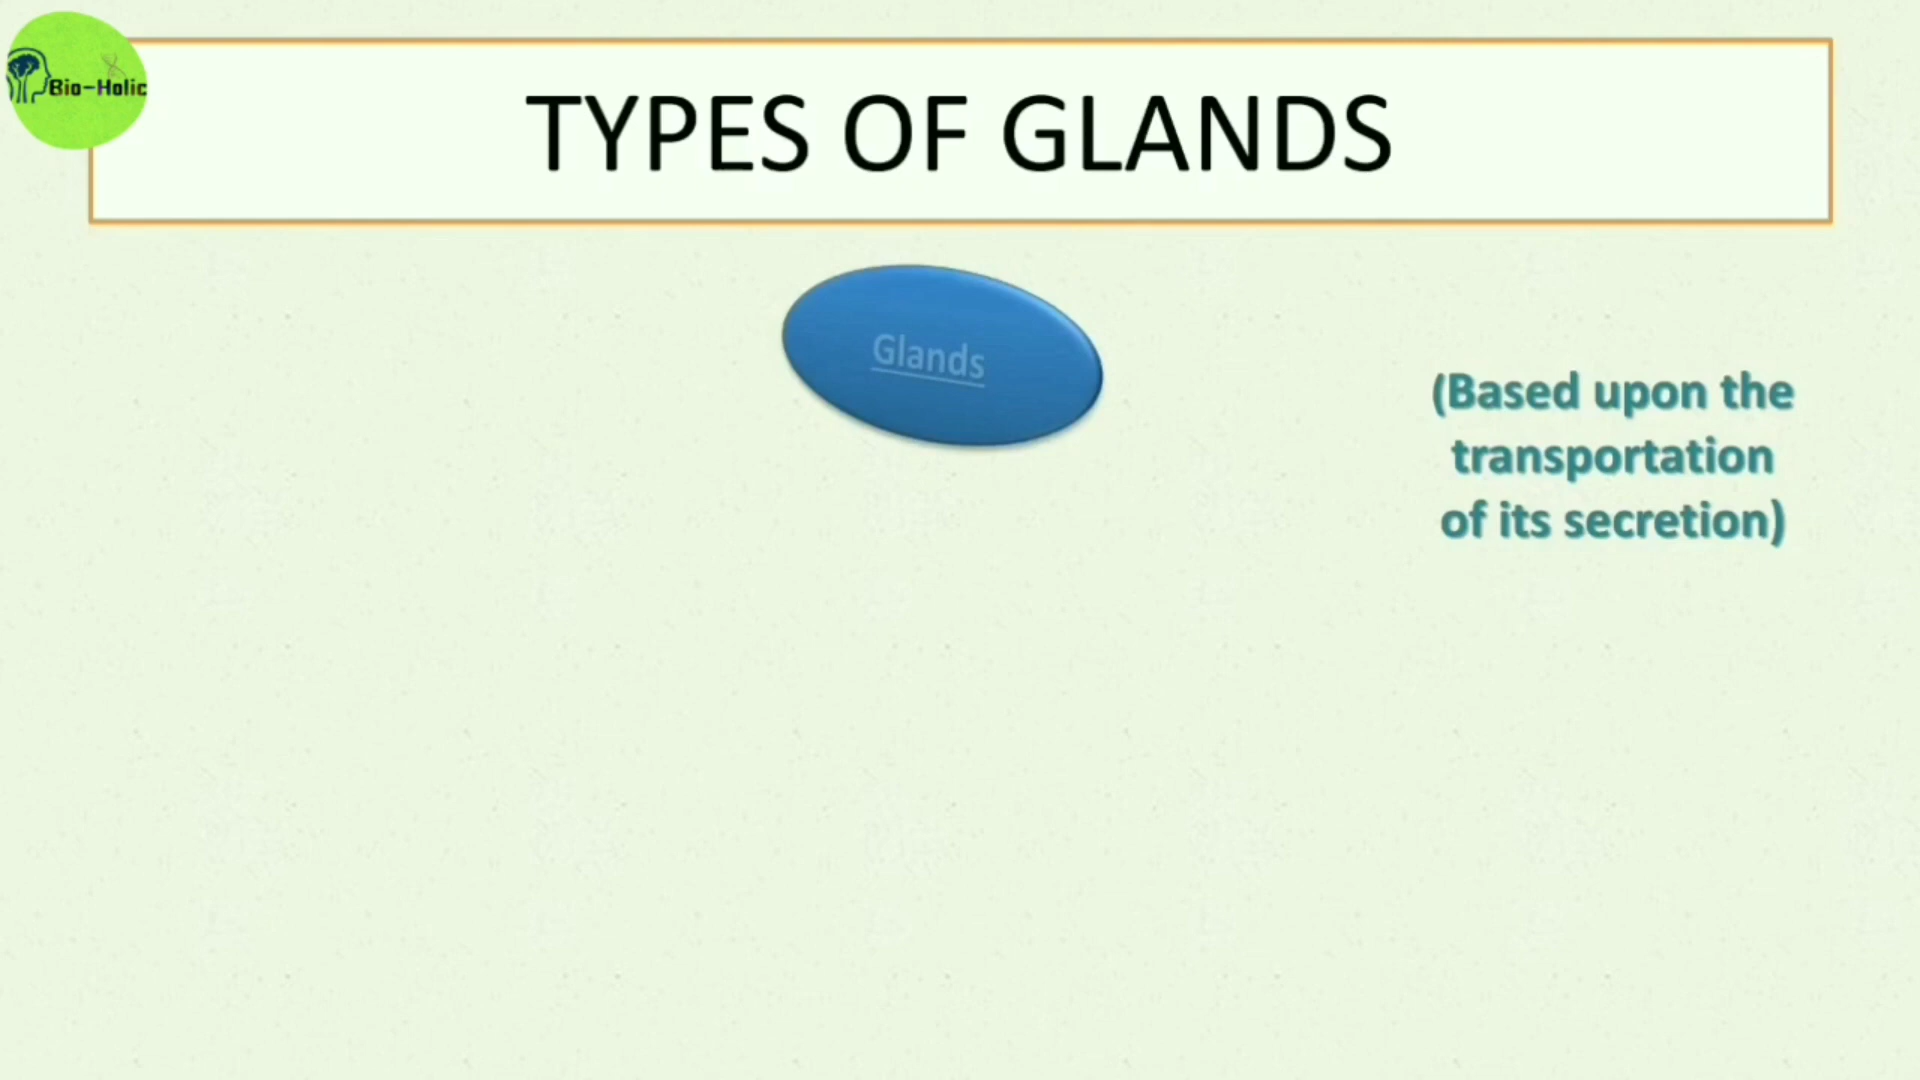 Bio-Holic
TYPES OF GLANDS
Glands
(Based upon the
transportation
of its secretion)